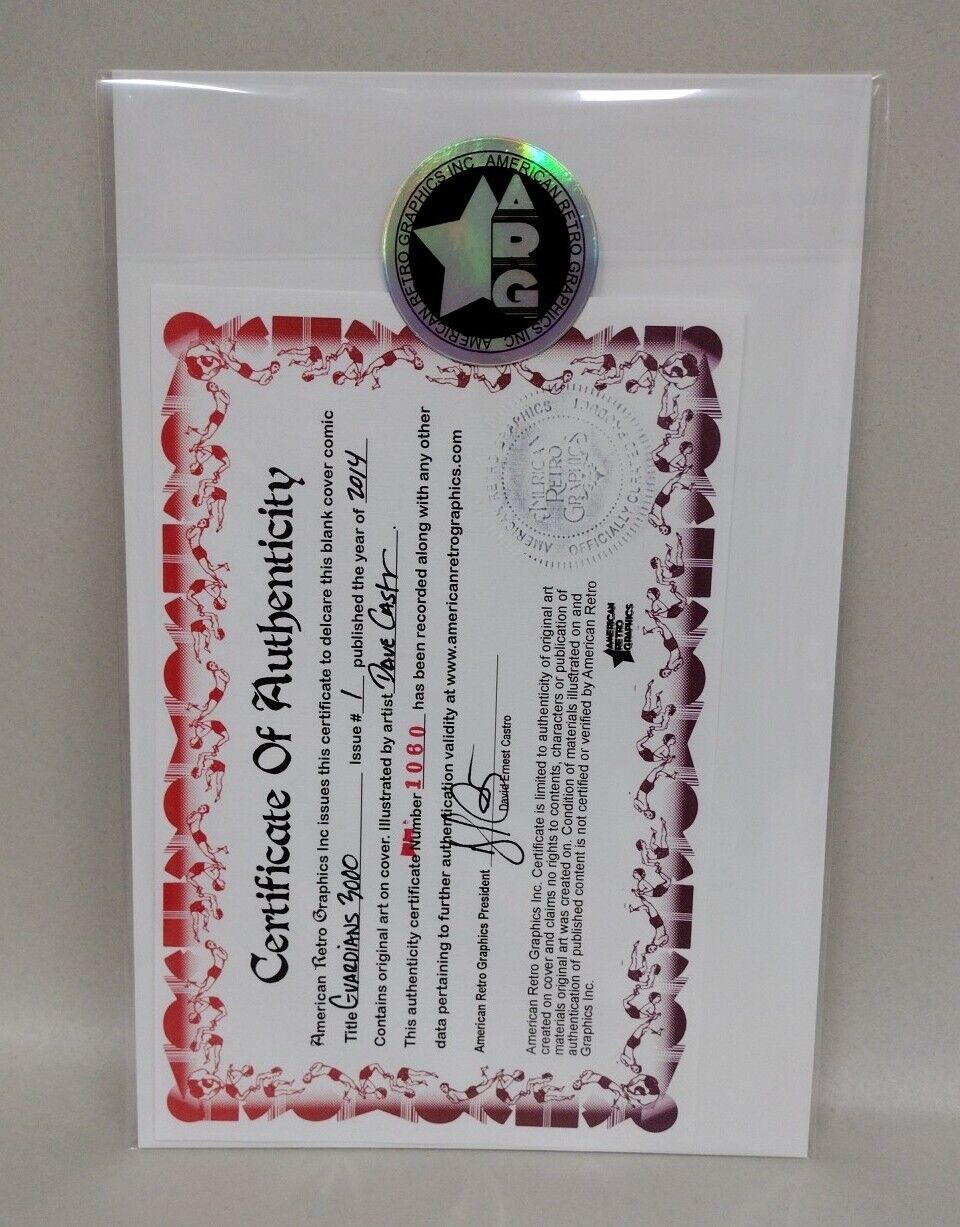 AMERICAN RETRO GRAPHICS INC AMERICAN RETRO GRAPHICS INC
ARG
Certificate Of Authenticity
American Retro Graphics Inc issues this certificate to delcare this blank cover comic
Title GUARDIANS 3000 Issue # 1 published the year of 2014
Contains original art on cover. Illustrated by artist DAVE CASTR.
This authenticity certificate Number 1060 has been recorded along with any other
data pertaining to further authentication validity at www.americanretrographics.com
American Retro Graphics President
David Ernest Castro
American Retro Graphics Inc. Certificate is limited to authenticity of original art
created on cover and claims no rights to contents, characters or publication of
materials original art was created on. Condition of materials illustrated on and
authentication of published content is not certified or verified by American Retro
Graphics Inc.
AMERICAN
RETRO
GRAPHICS
AMERICAN RETRO GRAPHICS
OFFICIALLY
AMERICAN
RETRO
GRAPHICS